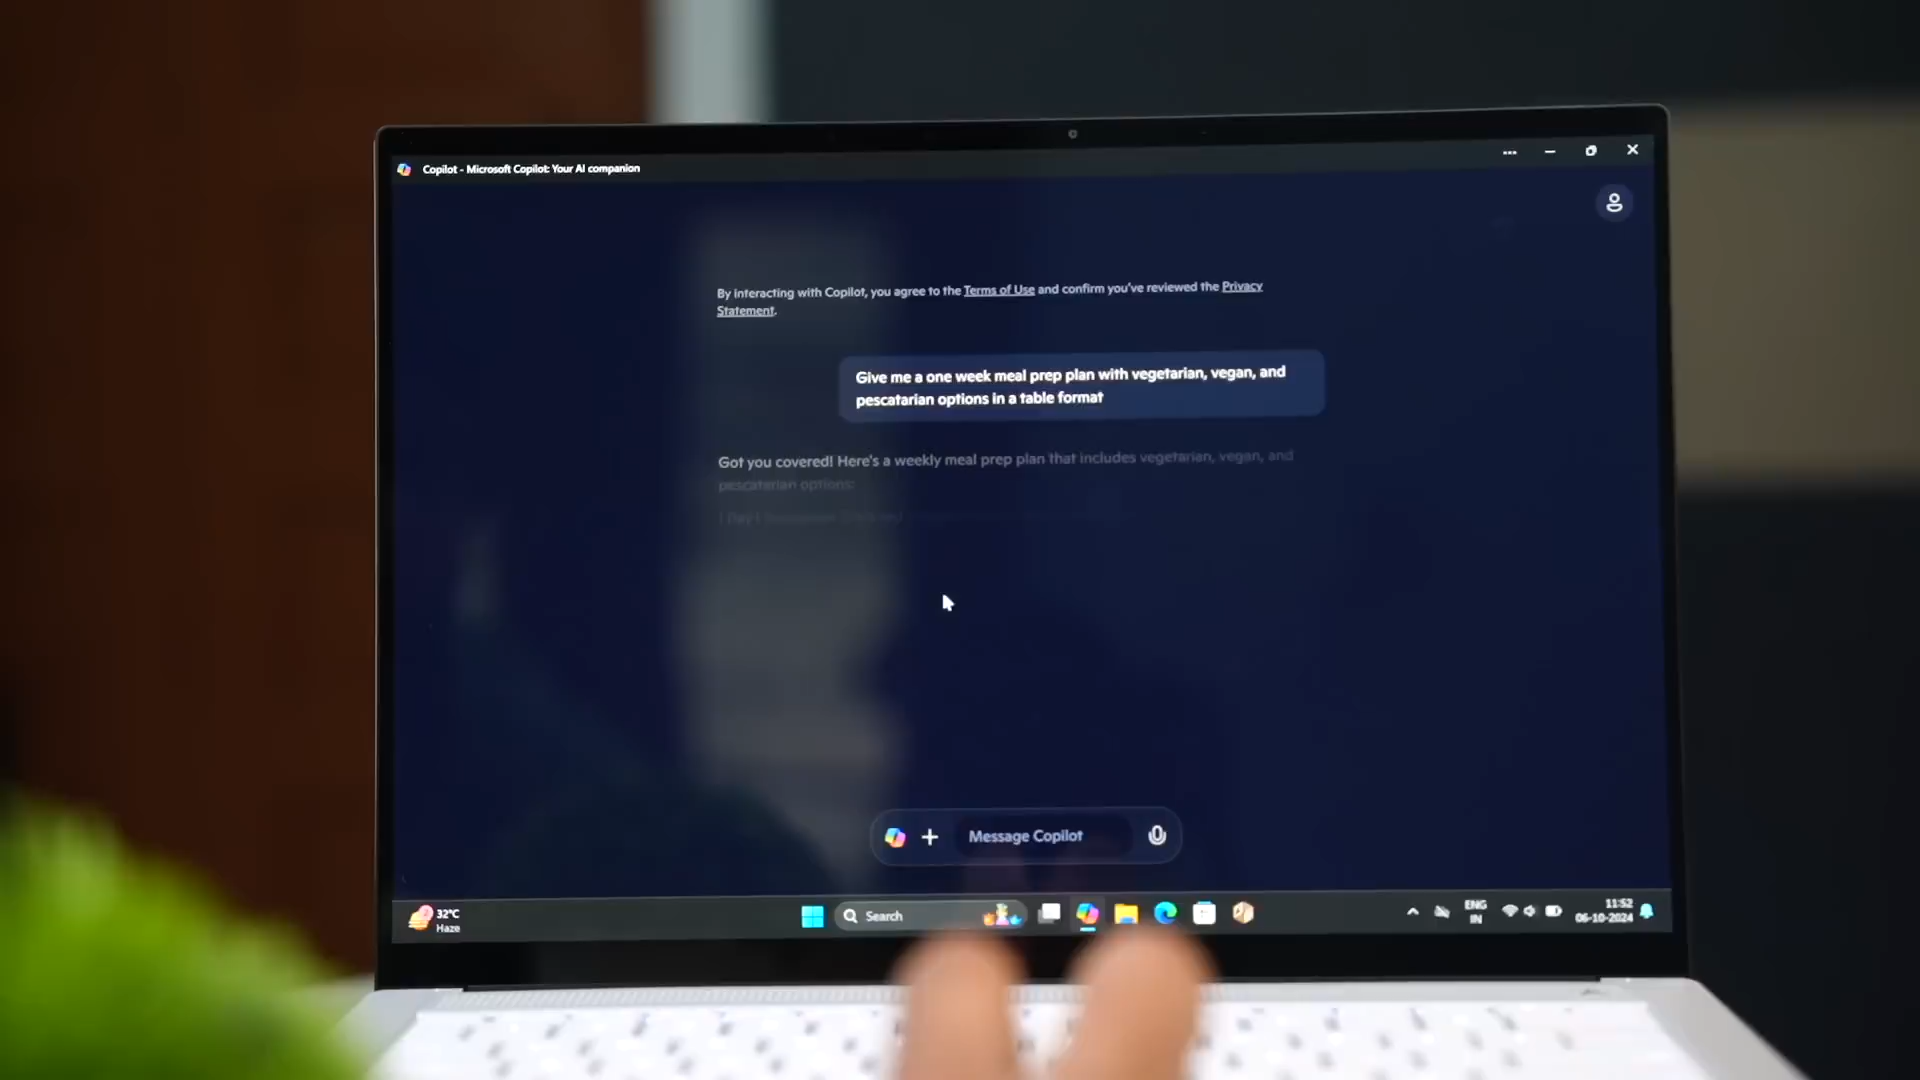 Copilot - Microsoft Copilot: Your AI companion
By interacting with Copilot, you agree to the Terms of Use and confirm you've reviewed the Privacy
Statement.
Give me a one week meal prep plan with vegetarian, vegan, and
pescatarian options in a table format
Got you covered! Here's a weekly meal prep plan that includes vegetarian, vegan, and
pescatarian options:
Message Copilot
32°C
Haze
Search
ENG
IN
11:52
06-10-2024